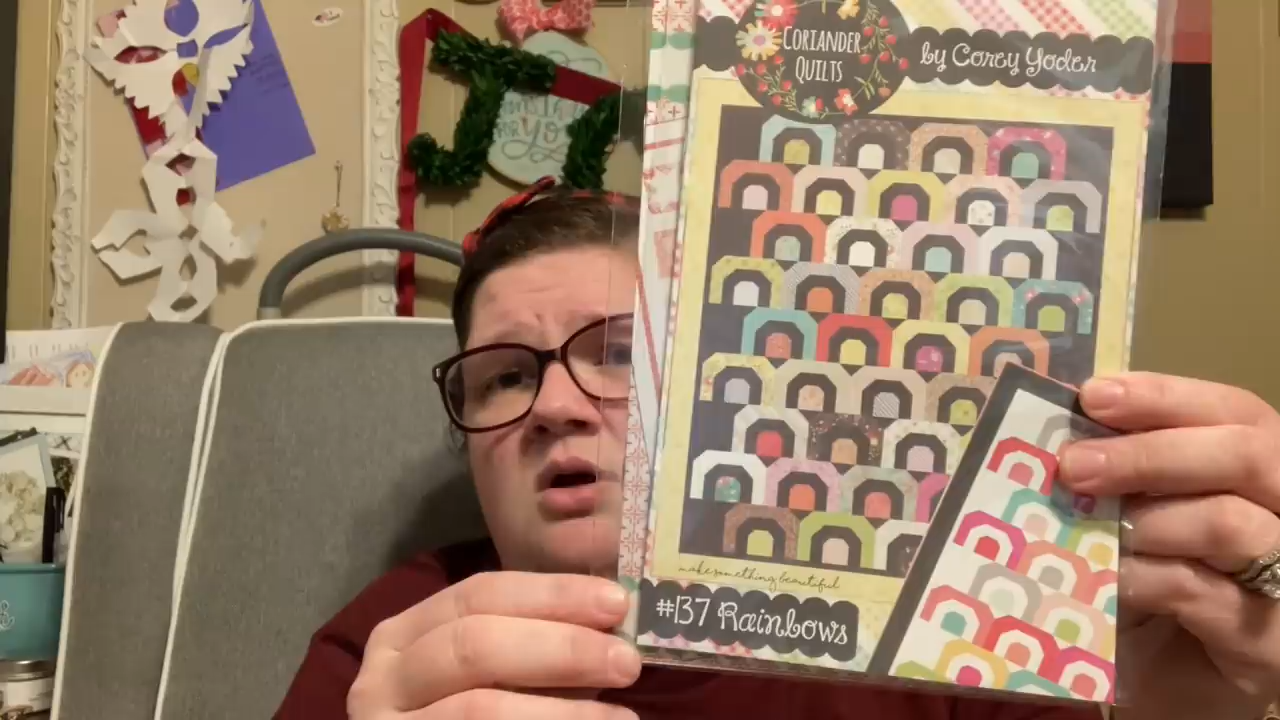 CORIANDER
QUILTS
by Corey Yoder
make something beautiful
#137 Rainbows